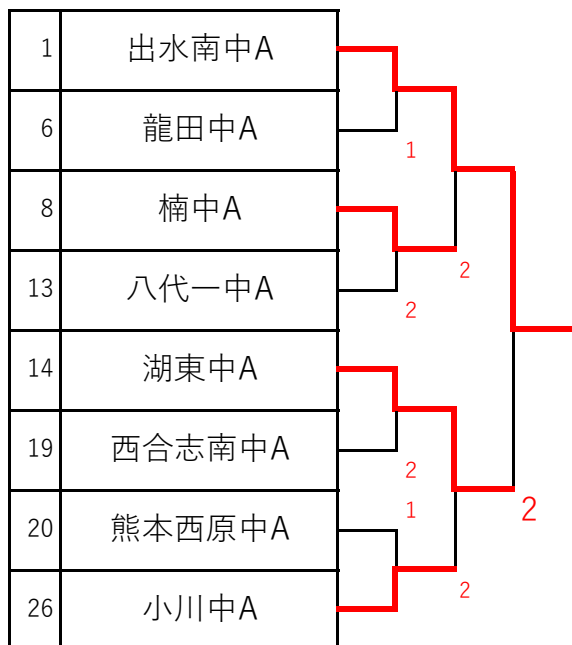 1 出水南中A
6 龍田中A
1
8 楠中A
2
13 八代一中A
2
14 湖東中A
19 西合志南中A
2
1
20 熊本西原中A
2
2
26 小川中A